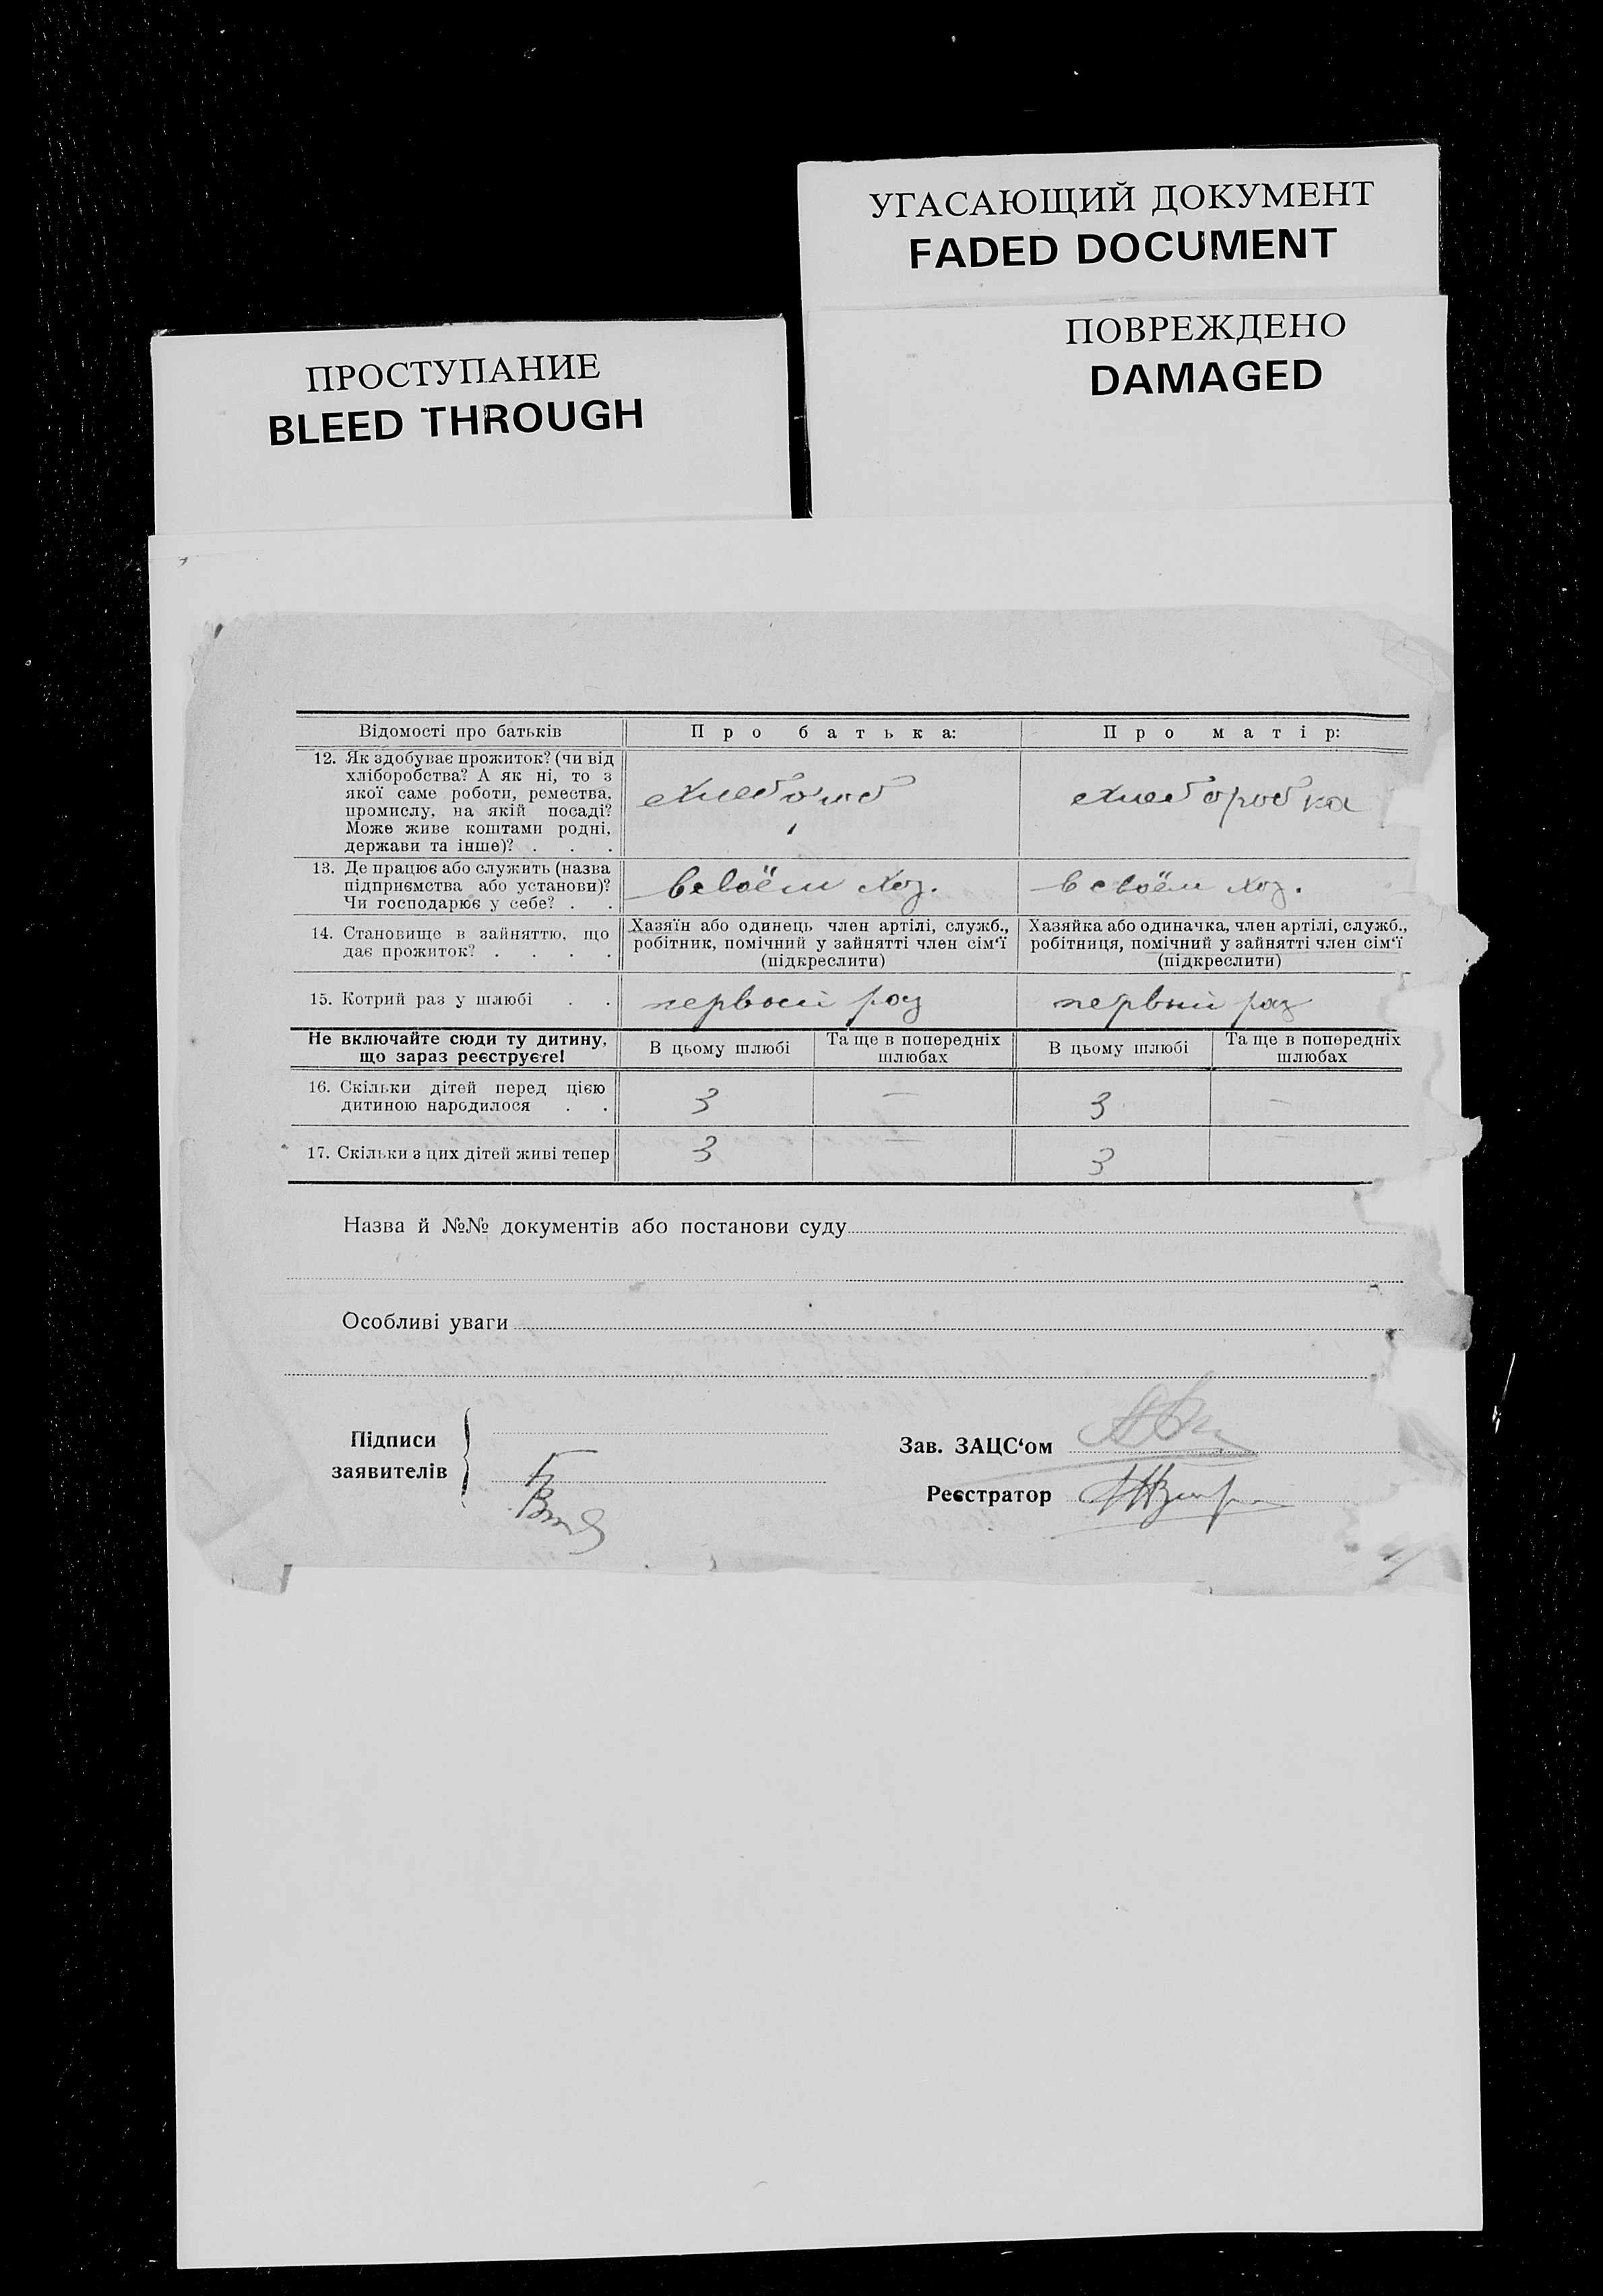 УГАСАЮЩИЙ ДОКУМЕНТ
FADED DOCUMENT
ПОВРЕЖДЕНО
DAMAGED
ПРОСТУПАНИЕ
BLEED THROUGH
Відомості про батьків
Про батька:
Про матір:
12. Як здобуває прожиток? (чи від
хліборобства? А як ні, то з
якої саме роботи, ремества,
промислу, на якій посаді?
Може живе коштами родні,
держави та інше)? . . .
хлебороб
хлеборобка
13. Де працює або служить (назва
підприємства або установи)?
Чи господарює у себе? . .
в своём хоз.
в своём хоз.
14. Становище в зайняттю, що
дає прожиток? . . . .
Хазяїн або одинець член артілі, служб.,
робітник, помічний у зайнятті член сім'ї
(підкреслити)
Хазяйка або одиначка, член артілі, служб.,
робітниця, помічний у зайнятті член сім'ї
(підкреслити)
15. Котрий раз у шлюбі . .
первый раз
первый раз
Не включайте сюди ту дитину,
що зараз реєструєте!
В цьому шлюбі
Та ще в попередніх
шлюбах
В цьому шлюбі
Та ще в попередніх
шлюбах
16. Скільки дітей перед цією
дитиною народилося . .
3
—
3
—
17. Скільки з цих дітей живі тепер
3
—
3
—
Назва й №№ документів або постанови суду
Особливі уваги
Підписи
заявителів
Зав. ЗАЦС'ом
Реєстратор